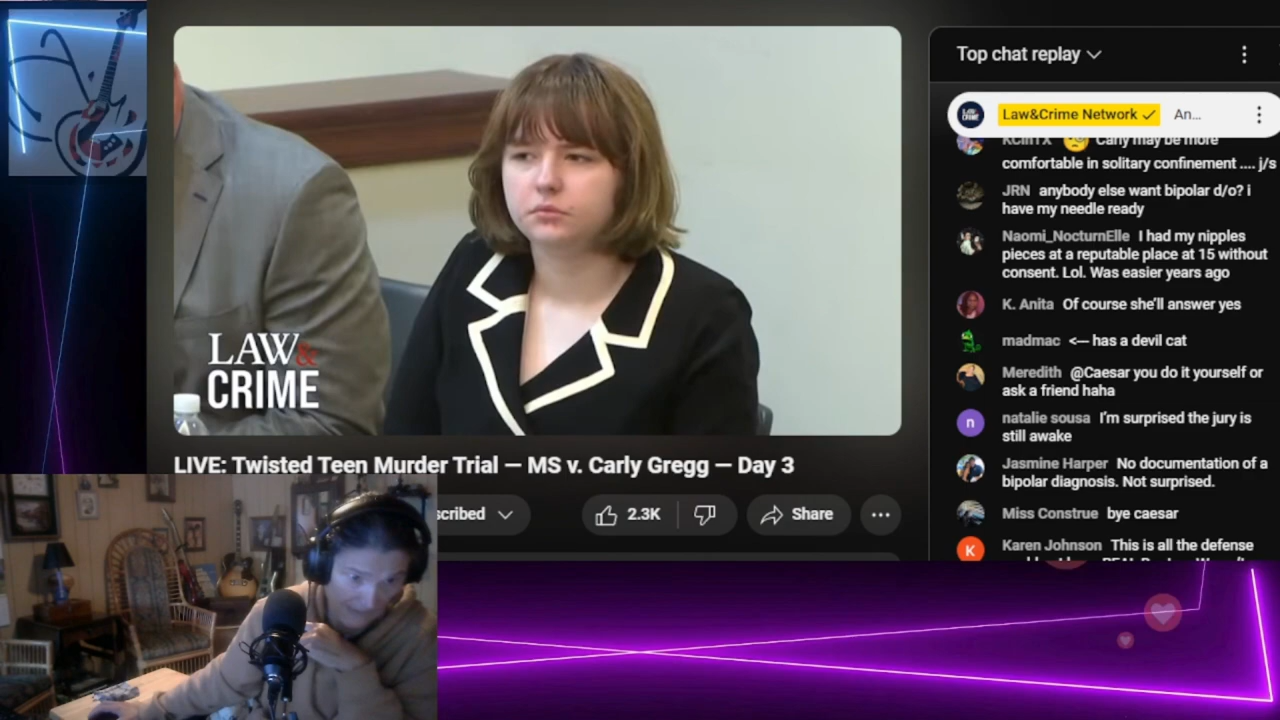 LAW&
CRIME
LIVE: Twisted Teen Murder Trial — MS v. Carly Gregg — Day 3
scribed
2.3K
Share
Top chat replay
Law&Crime Network An...
KClinTX Carly may be more
comfortable in solitary confinement .... j/s
JRN anybody else want bipolar d/o? i
have my needle ready
Naomi_NocturnElle I had my nipples
pieces at a reputable place at 15 without
consent. Lol. Was easier years ago
K. Anita Of course she'll answer yes
madmac <--- has a devil cat
Meredith @Caesar you do it yourself or
ask a friend haha
n
natalie sousa I'm surprised the jury is
still awake
Jasmine Harper No documentation of a
bipolar diagnosis. Not surprised.
Miss Construe bye caesar
K
Karen Johnson This is all the defense